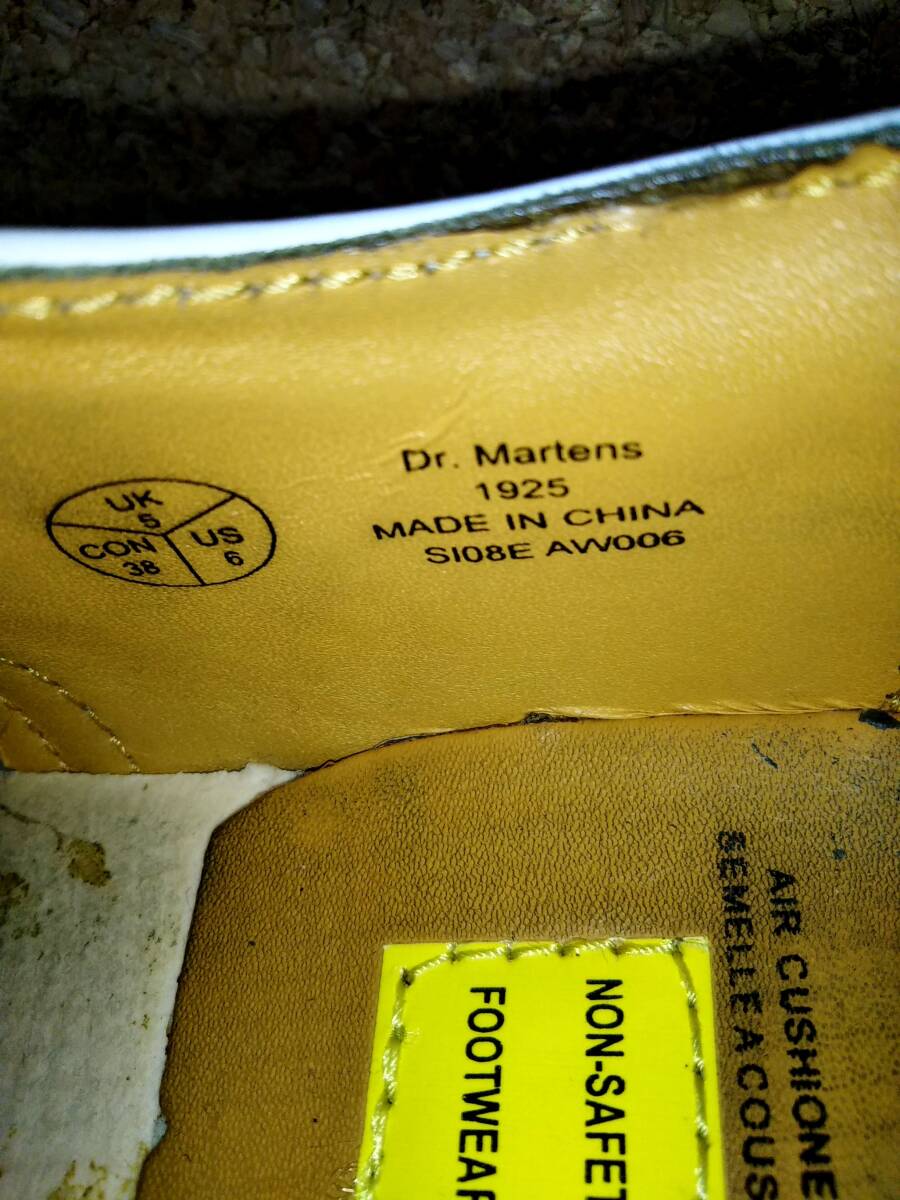 UK
5
CON
38
US
6
Dr. Martens
1925
MADE IN CHINA
SI08E AW006
AIR CUSHIONE
SEMELLE A COUS
NON-SAFET
FOOTWEAR